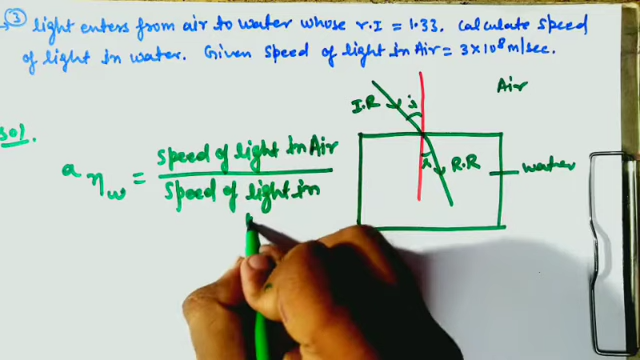 ③ light enters from air to water whose r.I = 1.33. Calculate speed
of light in water. Given speed of light in Air = 3×10⁸ m/sec.
Sol.
aηw = speed of light in Air
speed of light in
I.R
i
Air
r
R.R
water